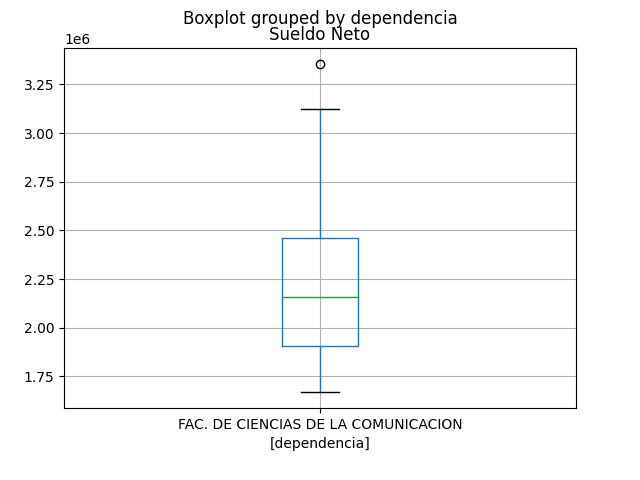 Boxplot grouped by dependencia
Sueldo Neto
1e6
3.25
3.00
2.75
2.50
2.25
2.00
1.75
FAC. DE CIENCIAS DE LA COMUNICACION
[dependencia]